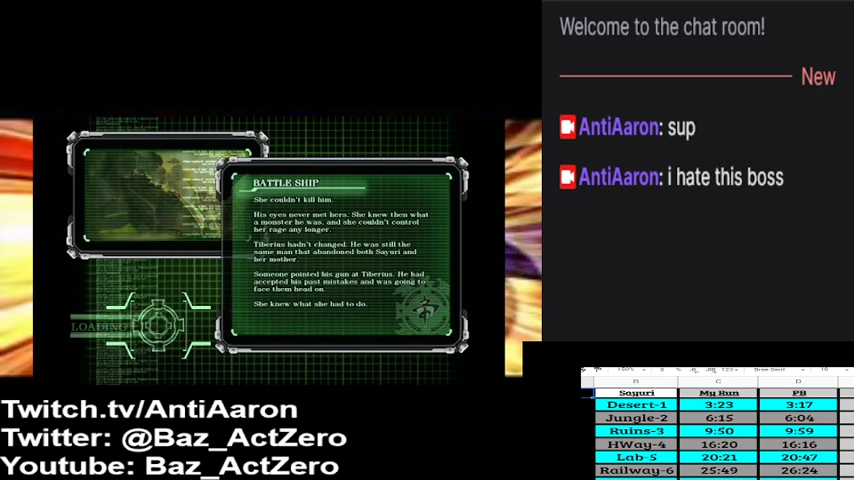 Welcome to the chat room!
New
AntiAaron: sup
AntiAaron: i hate this boss
BATTLE SHIP
She couldn't kill him.
His eyes never met hers. She knew then what
a monster he was, and she couldn't control
her rage any longer.
Tiberius hadn't changed. He was still the
same man that abandoned both Sayuri and
her mother.
Someone pointed his gun at Tiberius. He had
accepted his past mistakes and was going to
face them head on.
She knew what she had to do.
LOADING
Twitch.tv/AntiAaron
Twitter: @Baz_ActZero
Youtube: Baz_ActZero
B C D
Sayuri My Run PB
Desert-1 3:23 3:17
Jungle-2 6:15 6:04
Ruins-3 9:50 9:59
HWay-4 16:20 16:16
Lab-5 20:21 20:47
Railway-6 25:49 26:24